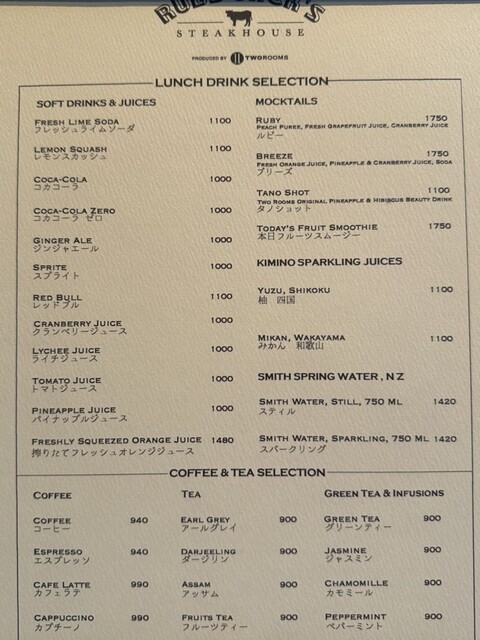 STEAKHOUSE
PRODUCED BY TWOROOMS
LUNCH DRINK SELECTION
SOFT DRINKS & JUICES
FRESH LIME SODA 1100
フレッシュライムソーダ
LEMON SQUASH 1100
レモンスカッシュ
COCA-COLA 1000
コカコーラ
COCA-COLA ZERO 1000
コカコーラ ゼロ
GINGER ALE 1000
ジンジャエール
SPRITE 1000
スプライト
RED BULL 1100
レッドブル
CRANBERRY JUICE 1000
クランベリージュース
LYCHEE JUICE 1000
ライチジュース
TOMATO JUICE 1000
トマトジュース
PINEAPPLE JUICE 1000
パイナップルジュース
FRESHLY SQUEEZED ORANGE JUICE 1480
搾りたてフレッシュオレンジジュース
MOCKTAILS
RUBY 1750
PEACH PUREE, FRESH GRAPEFRUIT JUICE, CRANBERRY JUICE
ルビー
BREEZE 1750
FRESH ORANGE JUICE, PINEAPPLE & CRANBERRY JUICE, SODA
ブリーズ
TANO SHOT 1100
TWO ROOMS ORIGINAL PINEAPPLE & HIBISCUS BEAUTY DRINK
タノショット
TODAY'S FRUIT SMOOTHIE 1750
本日フルーツスムージー
KIMINO SPARKLING JUICES
YUZU, SHIKOKU 1100
柚 四国
MIKAN, WAKAYAMA 1100
みかん 和歌山
SMITH SPRING WATER , N Z
SMITH WATER, STILL, 750 ML 1420
スティル
SMITH WATER, SPARKLING, 750 ML 1420
スパークリング
COFFEE & TEA SELECTION
COFFEE
COFFEE 940
コーヒー
ESPRESSO 940
エスプレッソ
CAFE LATTE 990
カフェラテ
CAPPUCCINO 990
カプチーノ
TEA
EARL GREY 900
アールグレイ
DARJEELING 900
ダージリン
ASSAM 900
アッサム
FRUITS TEA 900
フルーツティー
GREEN TEA & INFUSIONS
GREEN TEA 900
グリーンティー
JASMINE 900
ジャスミン
CHAMOMILLE 900
カモミール
PEPPERMINT 900
ペパーミント